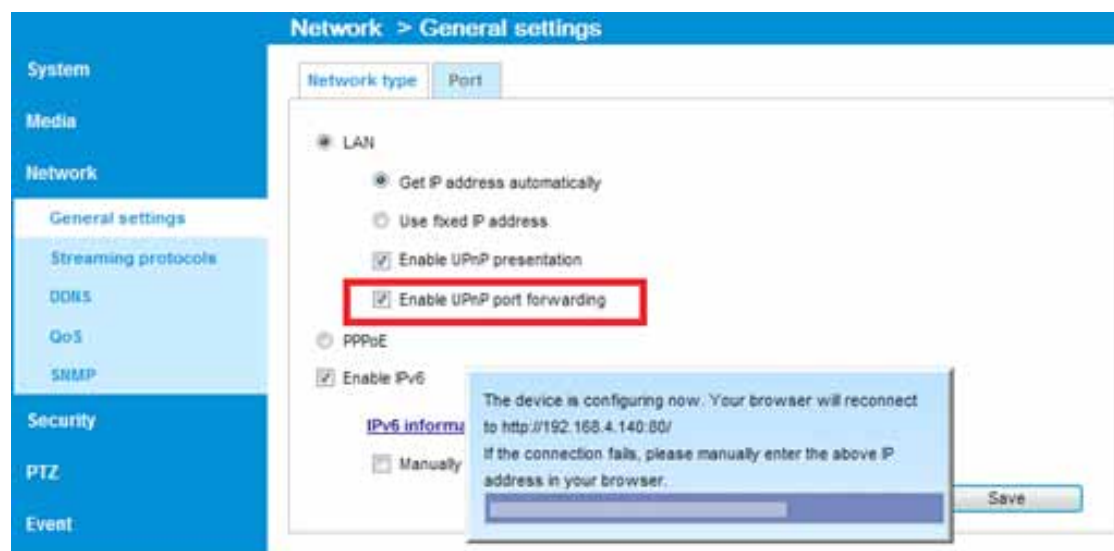 Network > General settings
System
Media
Network
General settings
Streaming protocols
DDNS
QoS
SNMP
Security
PTZ
Event
Network type
Port
LAN
Get IP address automatically
Use fixed IP address
Enable UPnP presentation
Enable UPnP port forwarding
PPPoE
Enable IPv6
IPv6 informa
Manually
The device is configuring now. Your browser will reconnect
to http://192.168.4.140:80/
If the connection fails, please manually enter the above IP
address in your browser.
Save